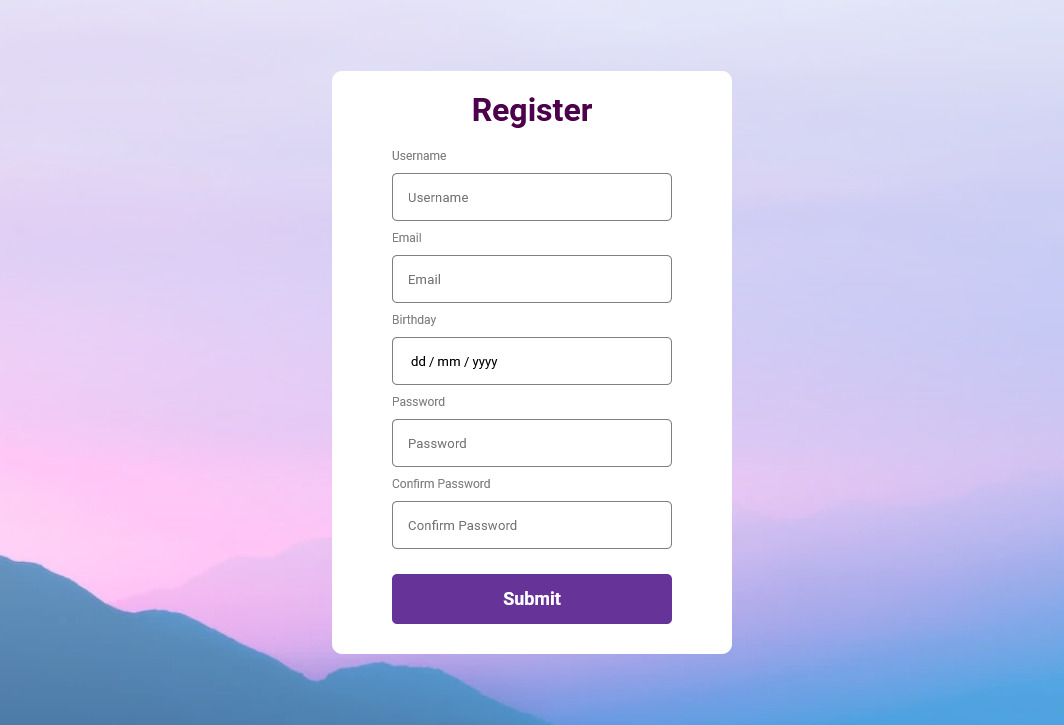 Register
Username
Username
Email
Email
Birthday
dd / mm / yyyy
Password
Password
Confirm Password
Confirm Password
Submit